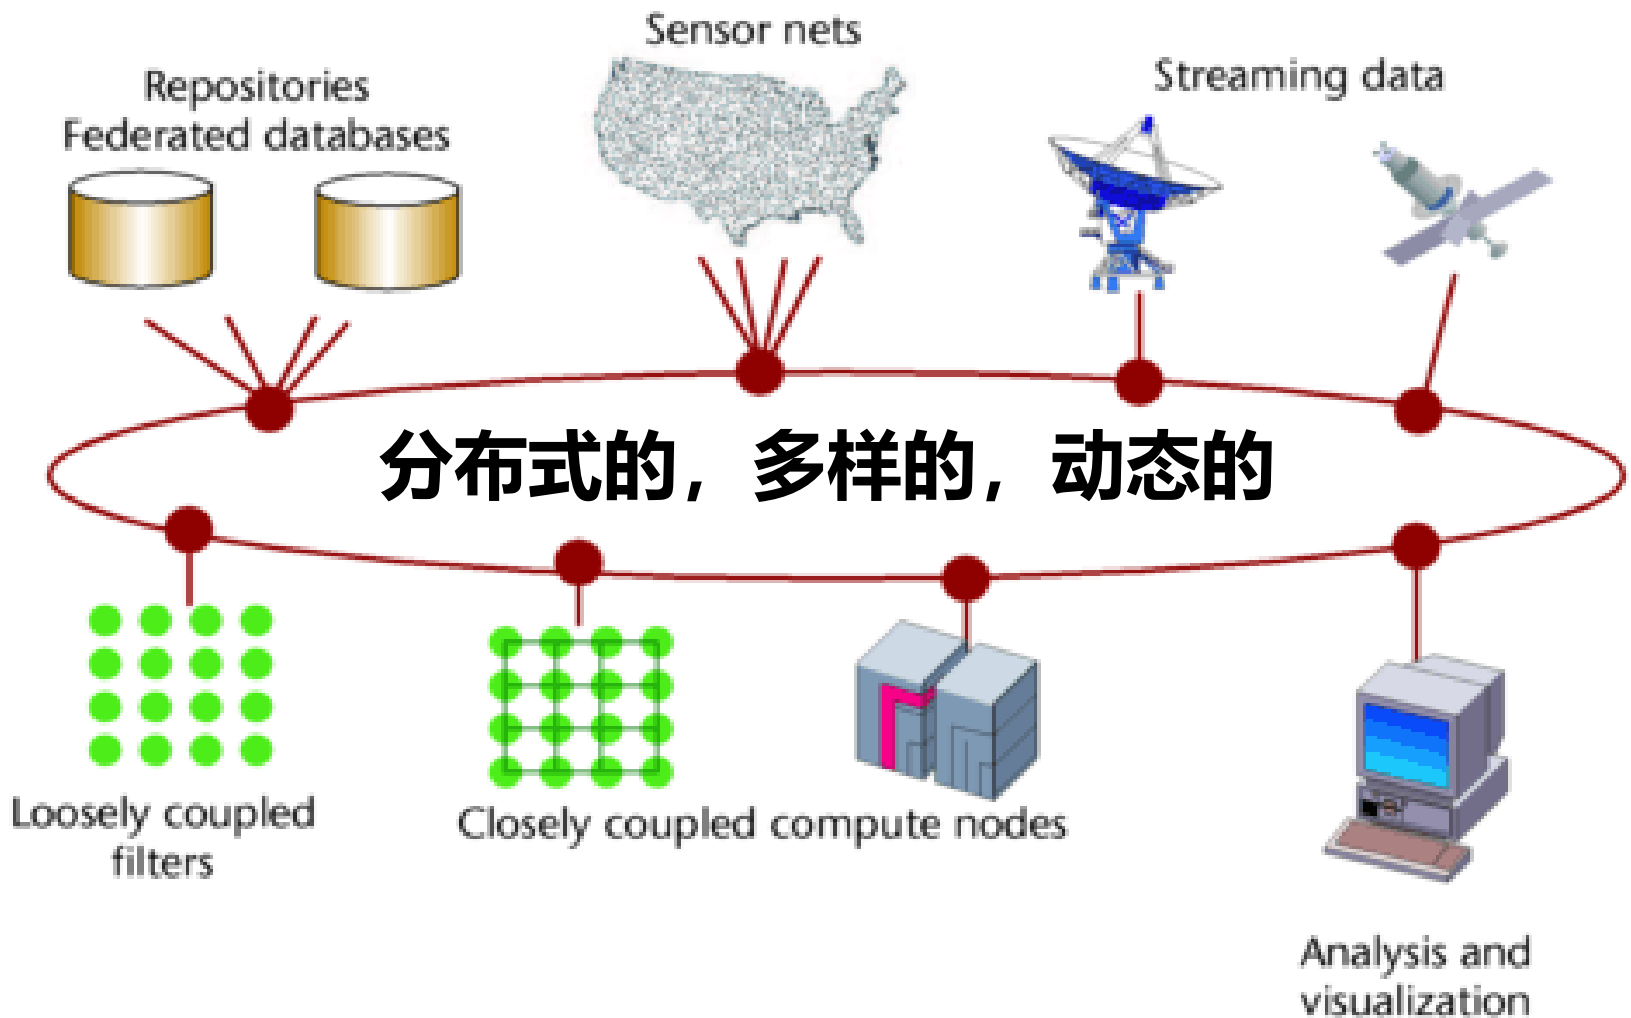 Sensor nets
Streaming data
Repositories
Federated databases
分布式的，多样的，动态的
Loosely coupled
filters
Closely coupled compute nodes
Analysis and
visualization